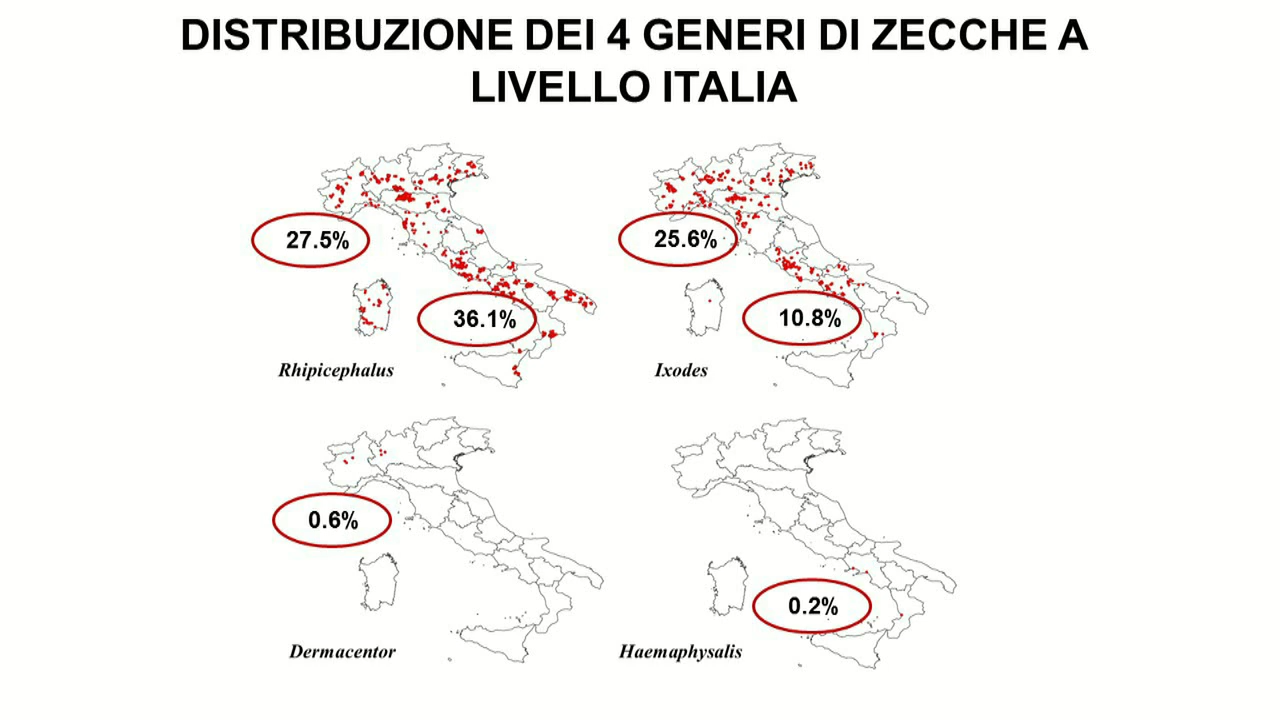 DISTRIBUZIONE DEI 4 GENERI DI ZECCHE A
LIVELLO ITALIA
27.5%
36.1%
Rhipicephalus
25.6%
10.8%
Ixodes
0.6%
Dermacentor
0.2%
Haemaphysalis